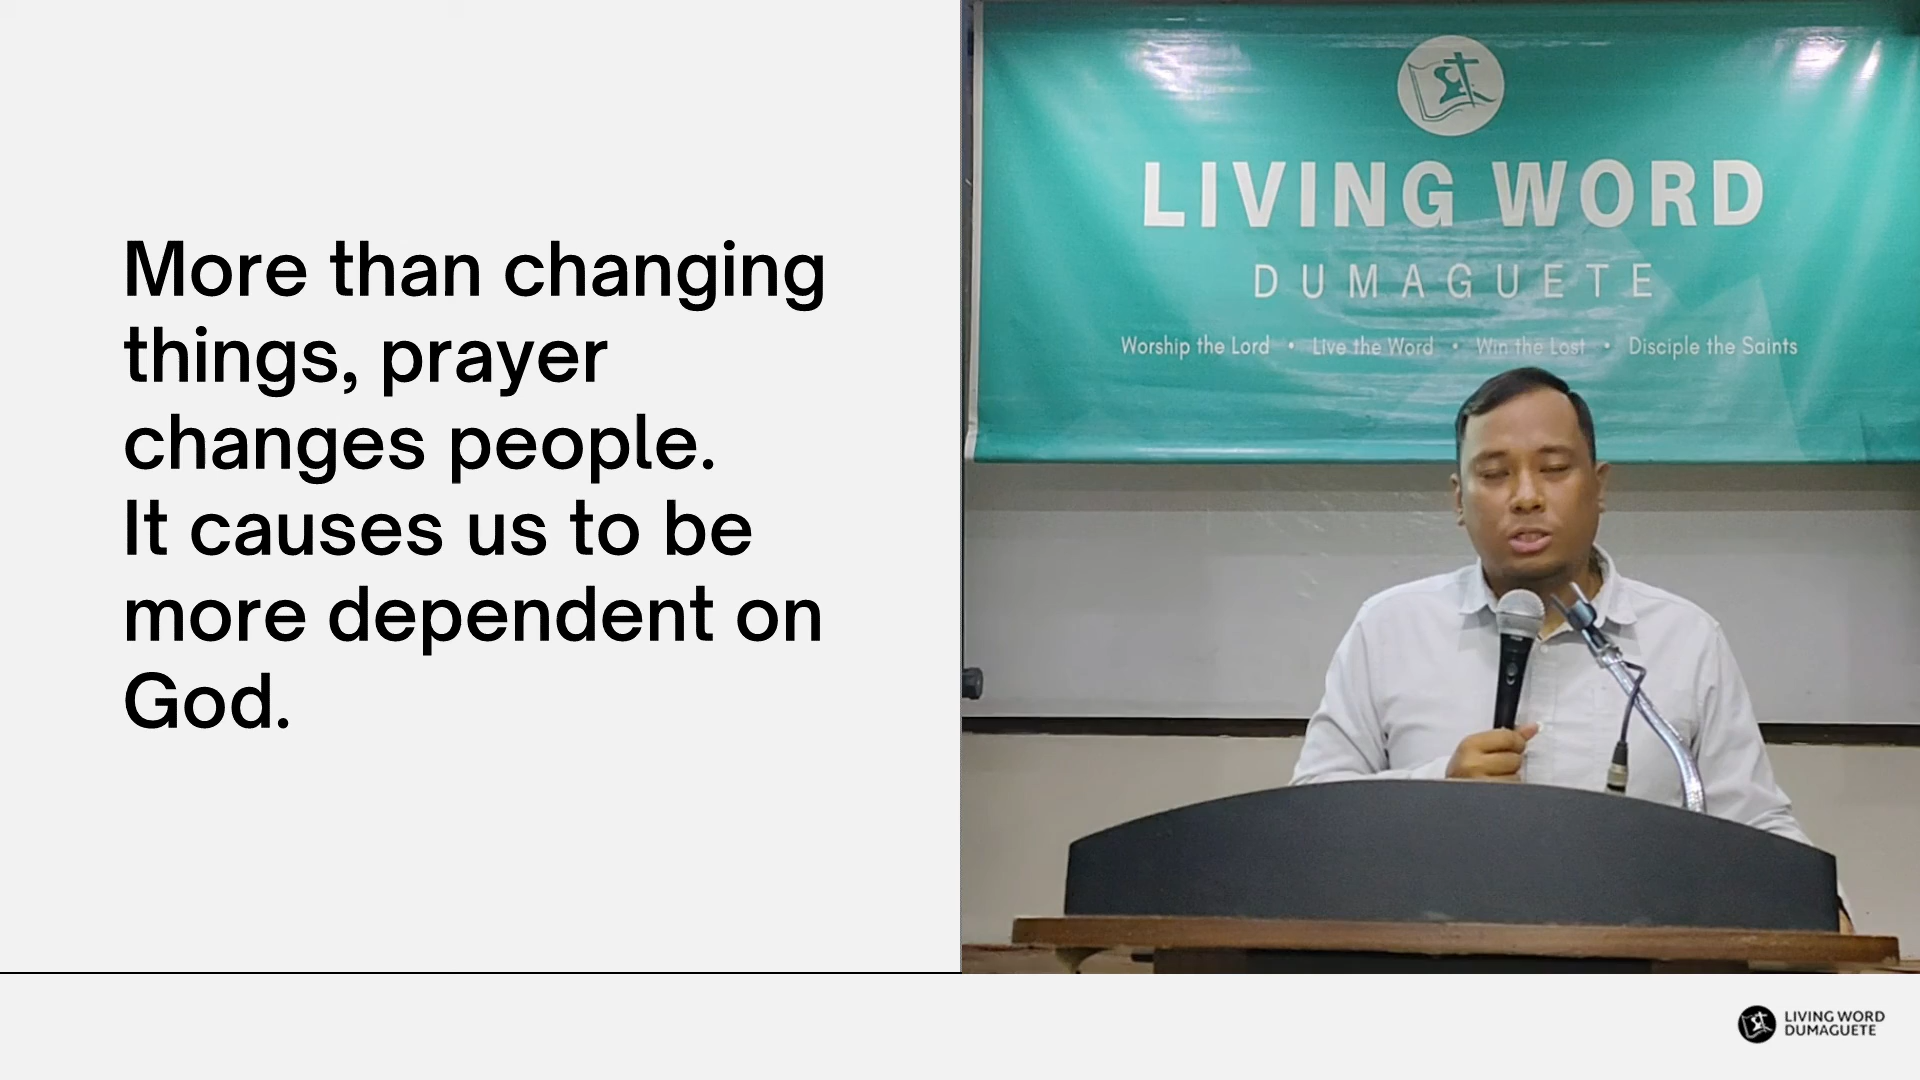 More than changing
things, prayer
changes people.
It causes us to be
more dependent on
God.
LIVING WORD
DUMAGUETE
Worship the Lord • Live the Word • Win the Lost • Disciple the Saints
LIVING WORD
DUMAGUETE